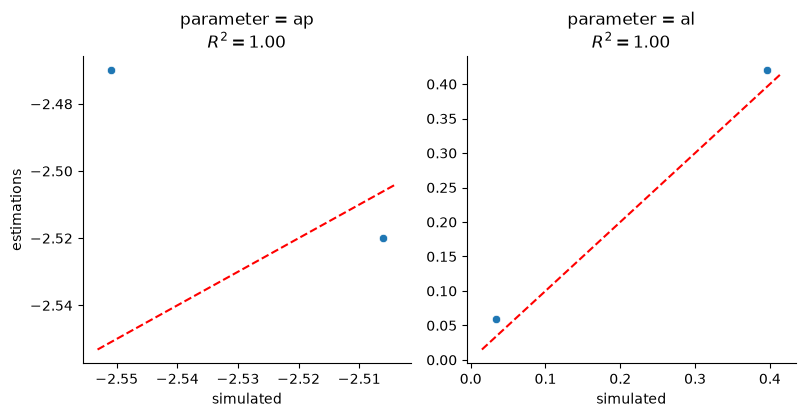 parameter = ap
R² = 1.00
−2.48
−2.50
−2.52
−2.54
estimations
−2.55 −2.54 −2.53 −2.52 −2.51
simulated
parameter = al
R² = 1.00
0.40
0.35
0.30
0.25
0.20
0.15
0.10
0.05
0.00
0.0 0.1 0.2 0.3 0.4
simulated